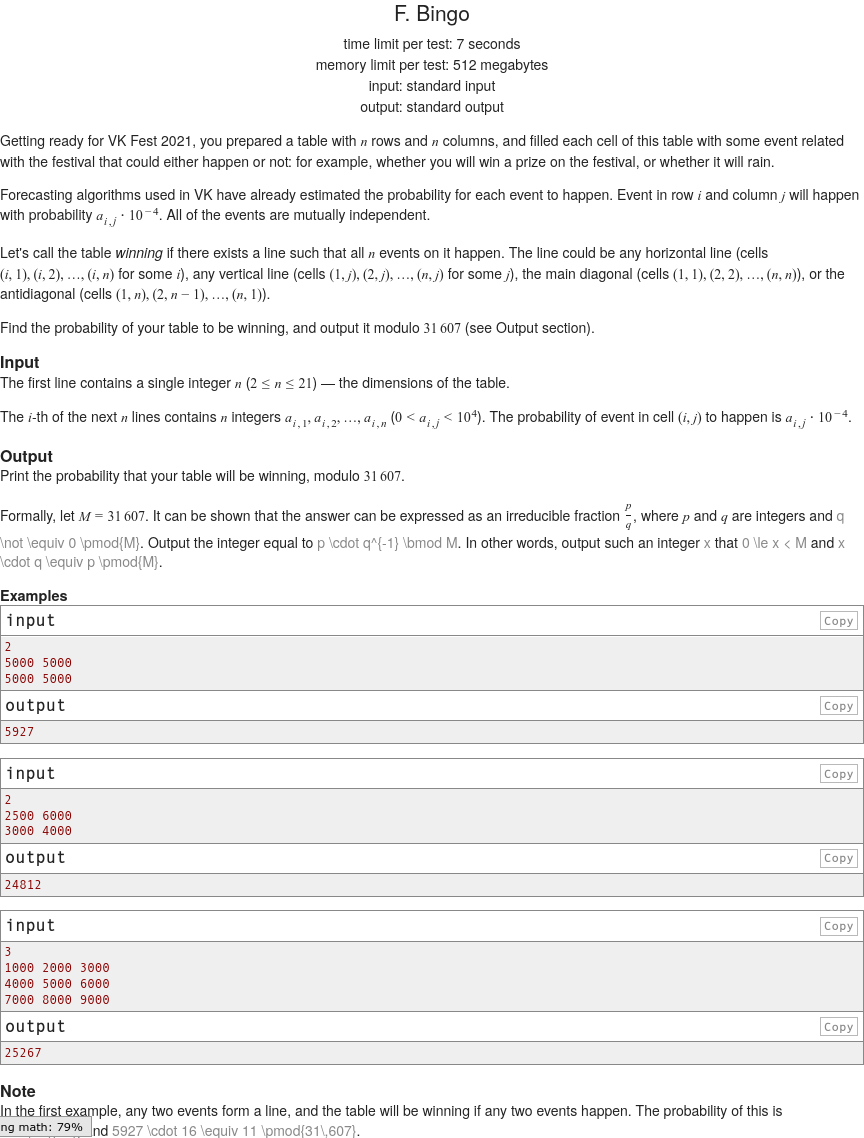 F. Bingo
time limit per test: 7 seconds
memory limit per test: 512 megabytes
input: standard input
output: standard output
Getting ready for VK Fest 2021, you prepared a table with n rows and n columns, and filled each cell of this table with some event related
with the festival that could either happen or not: for example, whether you will win a prize on the festival, or whether it will rain.
Forecasting algorithms used in VK have already estimated the probability for each event to happen. Event in row i and column j will happen
with probability a_{i,j} · 10^{−4}. All of the events are mutually independent.
Let's call the table winning if there exists a line such that all n events on it happen. The line could be any horizontal line (cells
(i, 1), (i, 2), …, (i, n) for some i), any vertical line (cells (1, j), (2, j), …, (n, j) for some j), the main diagonal (cells (1, 1), (2, 2), …, (n, n)), or the
antidiagonal (cells (1, n), (2, n − 1), …, (n, 1)).
Find the probability of your table to be winning, and output it modulo 31 607 (see Output section).
Input
The first line contains a single integer n (2 ≤ n ≤ 21) — the dimensions of the table.
The i-th of the next n lines contains n integers a_{i,1}, a_{i,2}, …, a_{i,n} (0 < a_{i,j} < 10^4). The probability of event in cell (i, j) to happen is a_{i,j} · 10^{−4}.
Output
Print the probability that your table will be winning, modulo 31 607.
Formally, let M = 31 607. It can be shown that the answer can be expressed as an irreducible fraction p/q, where p and q are integers and q
\not \equiv 0 \pmod{M}. Output the integer equal to p \cdot q^{-1} \bmod M. In other words, output such an integer x that 0 \le x < M and x
\cdot q \equiv p \pmod{M}.
Examples
input
Copy
2
5000 5000
5000 5000
output
Copy
5927
input
Copy
2
2500 6000
3000 4000
output
Copy
24812
input
Copy
3
1000 2000 3000
4000 5000 6000
7000 8000 9000
output
Copy
25267
Note
In the first example, any two events form a line, and the table will be winning if any two events happen. The probability of this is
ng math: 79%
nd 5927 \cdot 16 \equiv 11 \pmod{31\,607}.